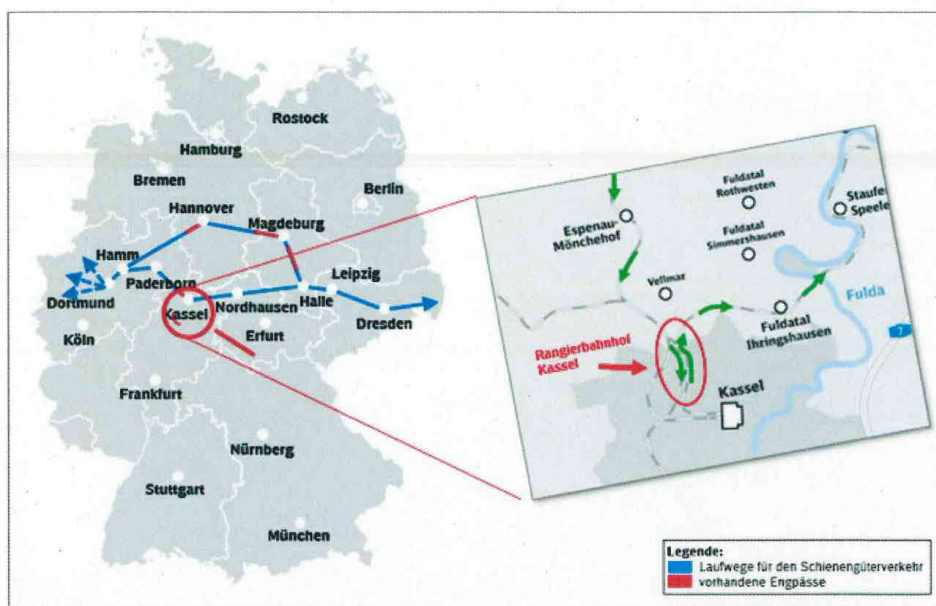 Rostock
Hamburg
Bremen
Berlin
Hannover
Magdeburg
Hamm
Paderborn
Leipzig
Dortmund
Kassel
Nordhausen
Halle
Köln
Erfurt
Dresden
Frankfurt
Nürnberg
Stuttgart
München
Fuldatal
Rothwesten
Espenau-
Mönchehof
Fuldatal
Simmershausen
Vellmar
Fulda
Fuldatal
Ihringshausen
7
Rangierbahnhof
Kassel
Kassel
Legende:
Laufwege für den Schienengüterverkehr
vorhandene Engpässe